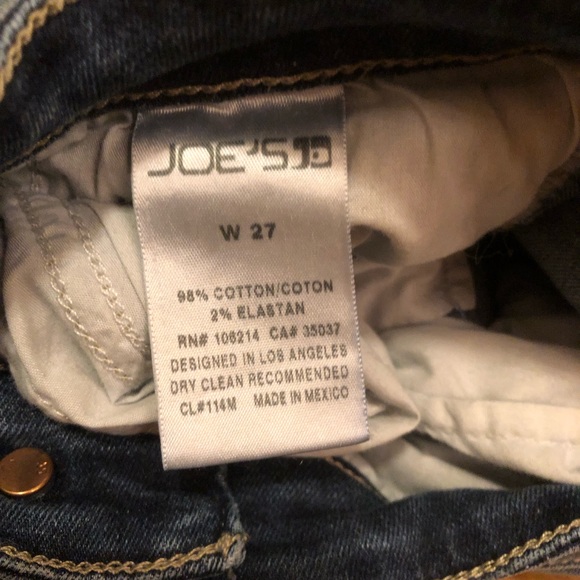 JOE'S
W 27
98% COTTON/COTON
2% ELASTAN
RN# 106214 CA# 35037
DESIGNED IN LOS ANGELES
DRY CLEAN RECOMMENDED
CL#114M MADE IN MEXICO